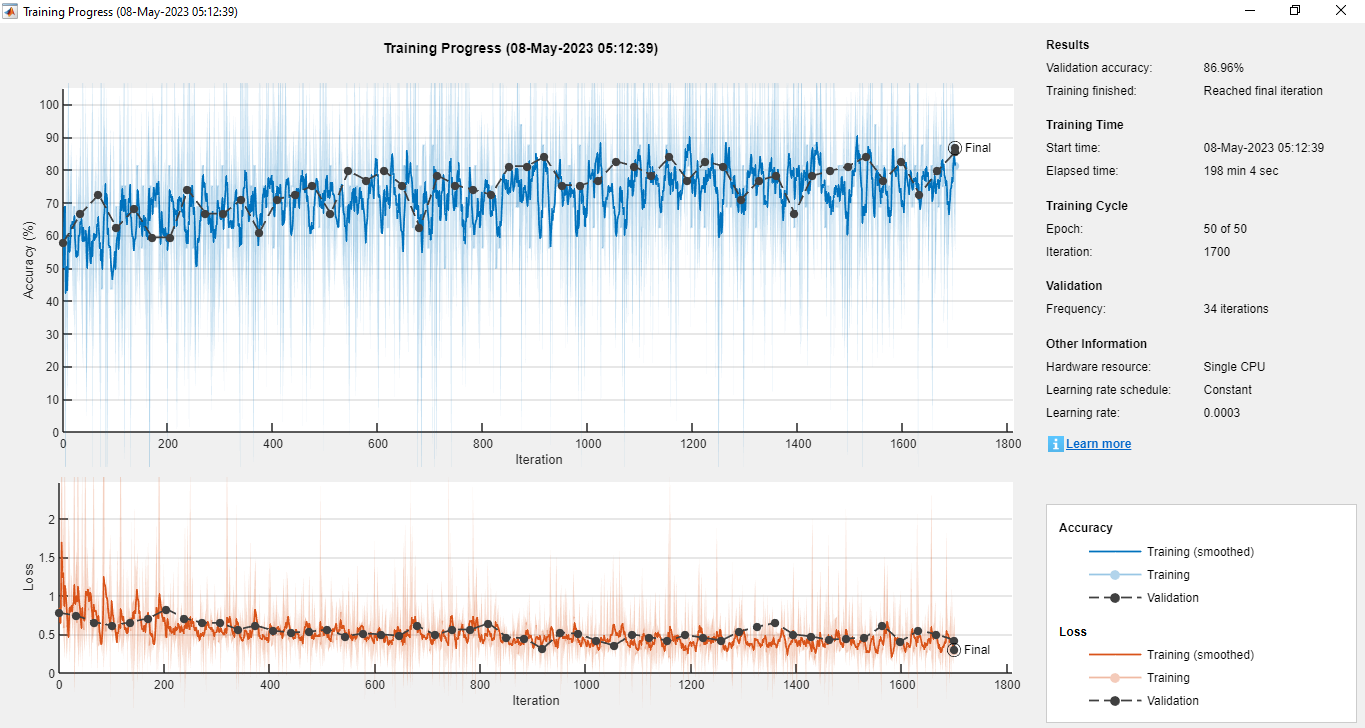 Training Progress (08-May-2023 05:12:39)
Training Progress (08-May-2023 05:12:39)
100
90
80
70
60
50
40
30
20
10
0
Accuracy (%)
Final
0 200 400 600 800 1000 1200 1400 1600 1800
Iteration
2
1.5
1
0.5
0
Loss
Final
0 200 400 600 800 1000 1200 1400 1600 1800
Iteration
Results
Validation accuracy: 86.96%
Training finished: Reached final iteration
Training Time
Start time: 08-May-2023 05:12:39
Elapsed time: 198 min 4 sec
Training Cycle
Epoch: 50 of 50
Iteration: 1700
Validation
Frequency: 34 iterations
Other Information
Hardware resource: Single CPU
Learning rate schedule: Constant
Learning rate: 0.0003
i Learn more
Accuracy
Training (smoothed)
Training
Validation
Loss
Training (smoothed)
Training
Validation